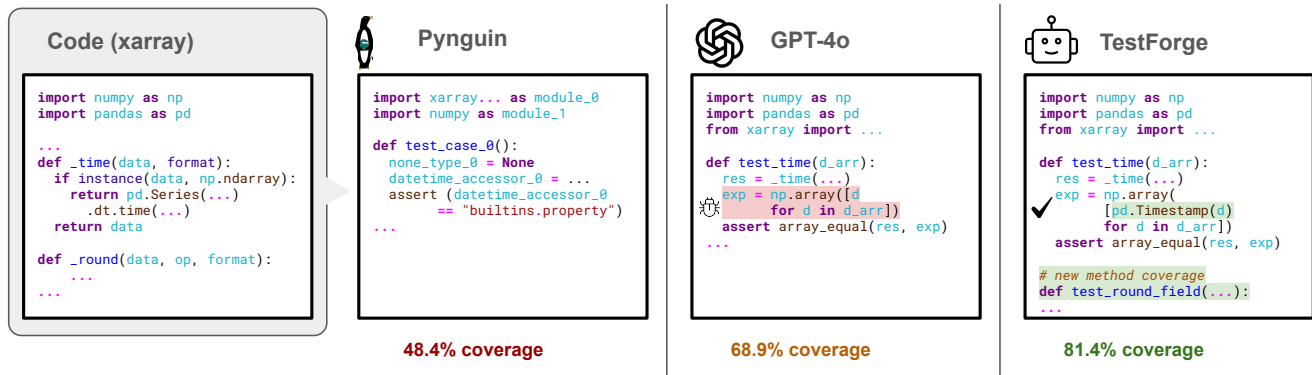 Code (xarray)
import numpy as np
import pandas as pd
...
def _time(data, format):
if instance(data, np.ndarray):
return pd.Series(...)
.dt.time(...)
return data
def _round(data, op, format):
...
...
Pynguin
import xarray... as module_0
import numpy as module_1
def test_case_0():
none_type_0 = None
datetime_accessor_0 = ...
assert (datetime_accessor_0
== "builtins.property")
...
48.4% coverage
GPT-4o
import numpy as np
import pandas as pd
from xarray import ...
def test_time(d_arr):
res = _time(...)
exp = np.array([d
for d in d_arr])
assert array_equal(res, exp)
...
68.9% coverage
TestForge
import numpy as np
import pandas as pd
from xarray import ...
def test_time(d_arr):
res = _time(...)
exp = np.array(
[pd.Timestamp(d)
for d in d_arr])
assert array_equal(res, exp)
# new method coverage
def test_round_field(...):
...
81.4% coverage